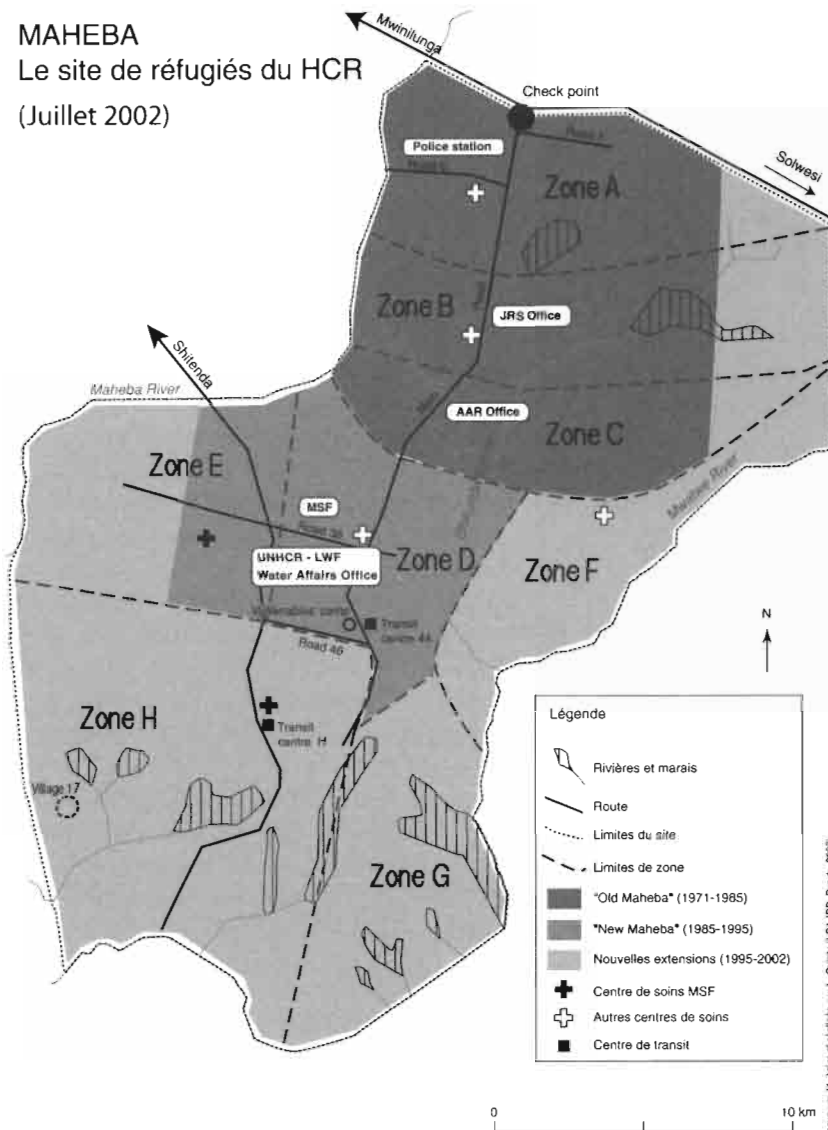 MAHEBA
Le site de réfugiés du HCR
(Juillet 2002)
Mwinilunga
Check point
Solwesi
Police station
Zone A
Zone B
JRS Office
Shitenda
Maheba River
AAR Office
Zone C
Zone E
MSF
Road 36
UNHCR - LWF
Water Affairs Office
Zone D
Zone F
Transit
centre 44
Road 46
N
Zone H
Transit
centre H
Village 17
Zone G
Légende
Rivières et marais
Route
Limites du site
Limites de zone
"Old Maheba" (1971-1985)
"New Maheba" (1985-1995)
Nouvelles extensions (1995-2002)
Centre de soins MSF
Autres centres de soins
Centre de transit
0
10 km